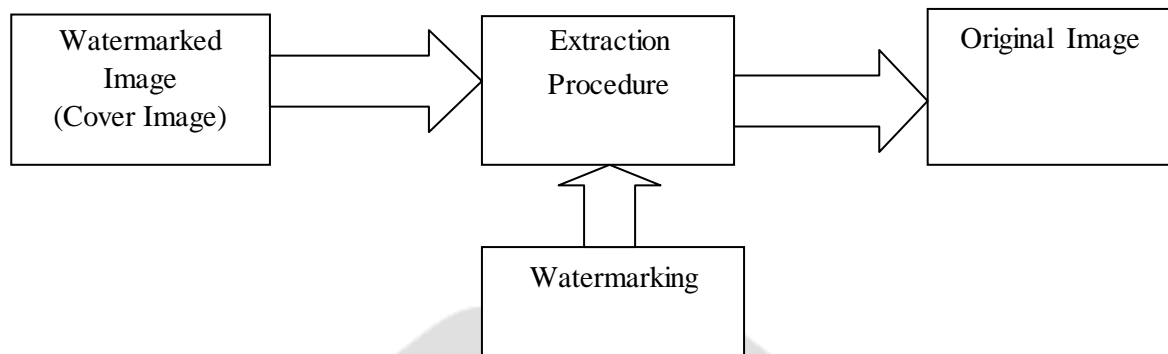 Watermarked
Image
(Cover Image)
Extraction
Procedure
Original Image
Watermarking